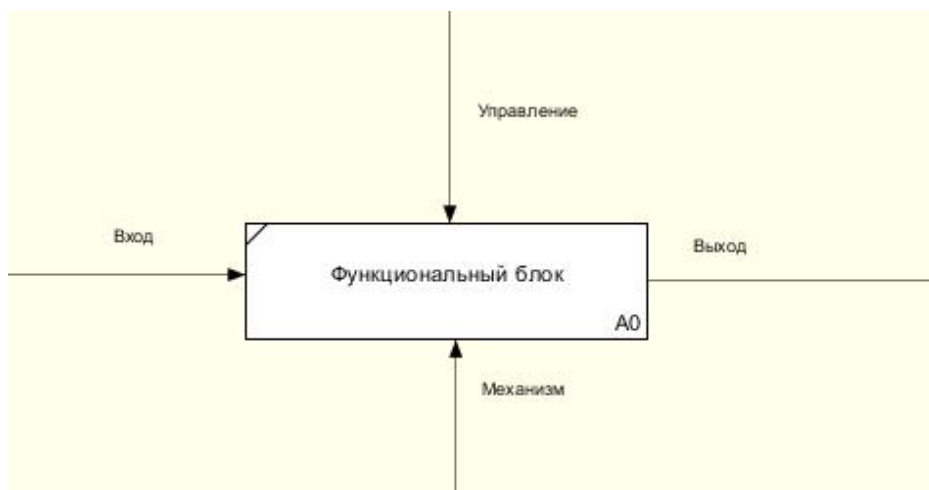 Управление
Вход
Выход
Функциональный блок
A0
Механизм